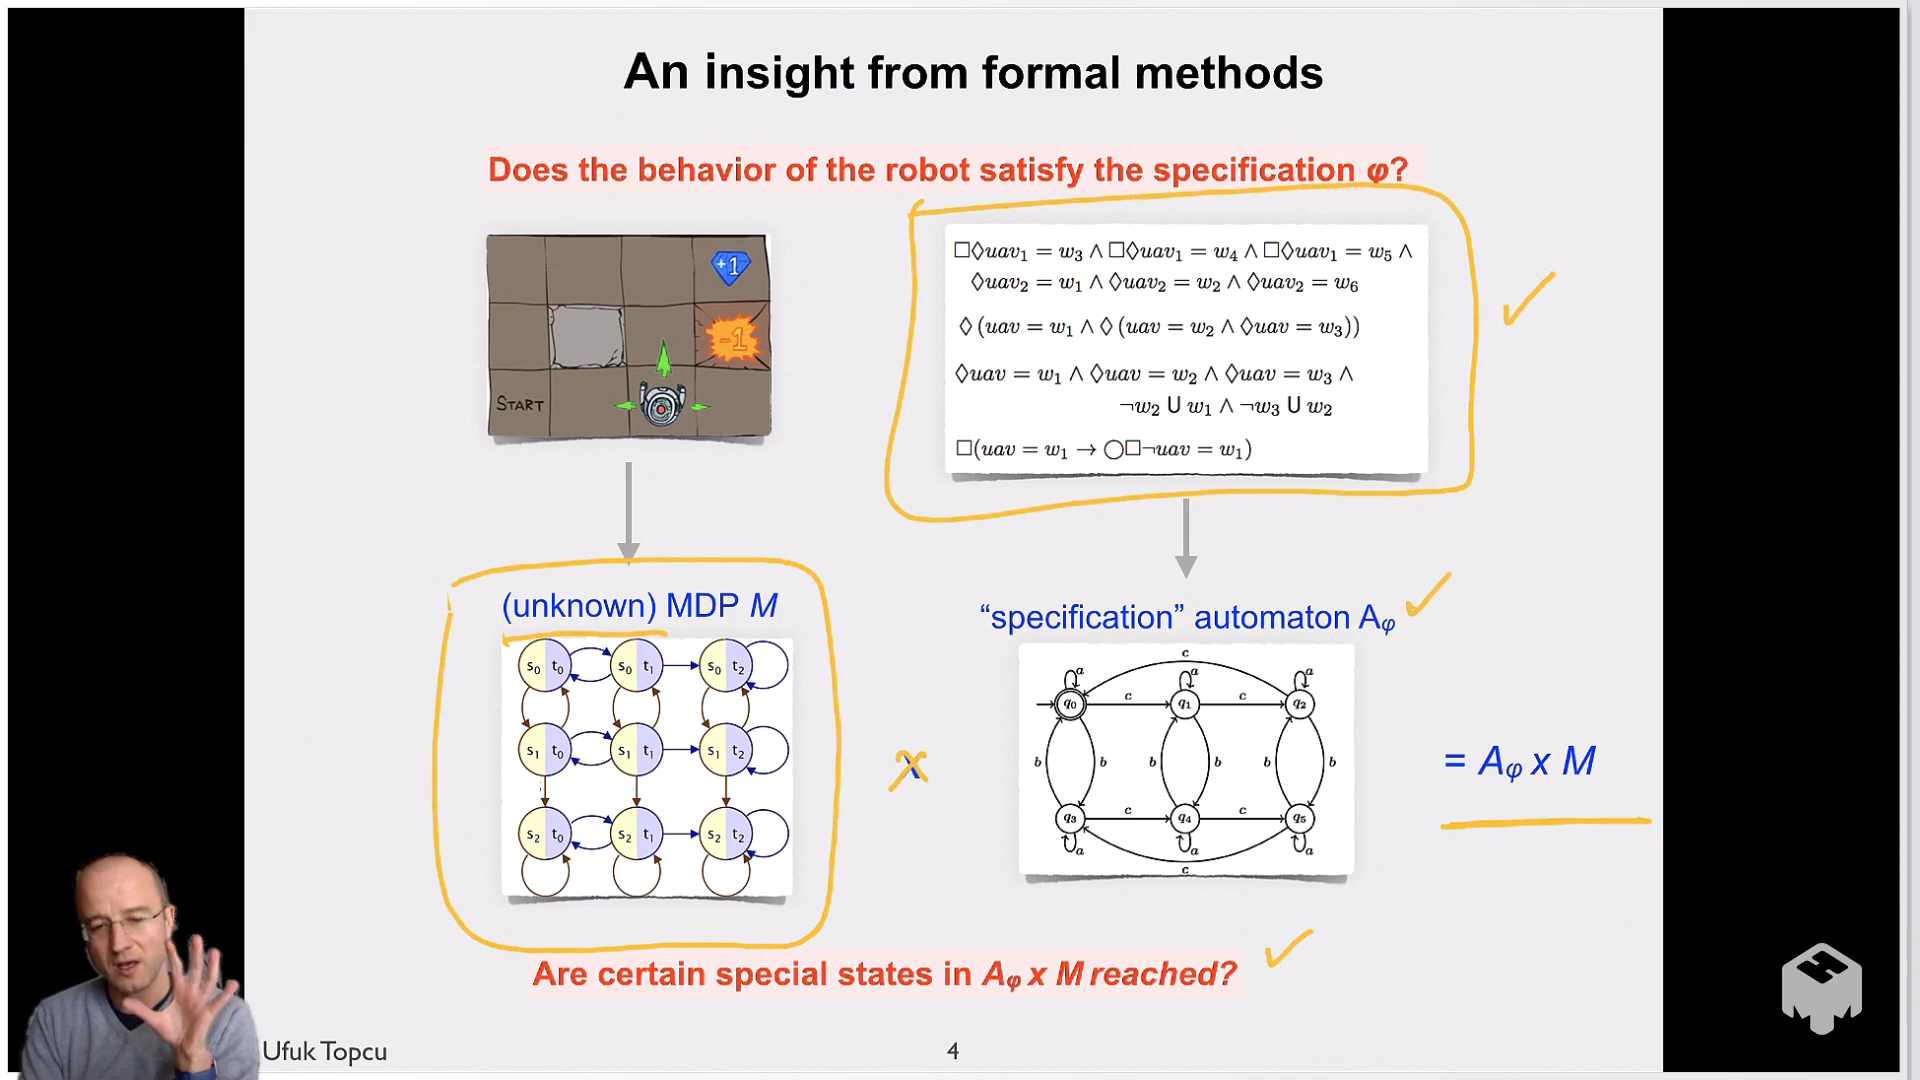 An insight from formal methods
Does the behavior of the robot satisfy the specification φ?
+1
-1
START
□◊uav₁ = w₃ ∧ □◊uav₁ = w₄ ∧ □◊uav₁ = w₅ ∧
◊uav₂ = w₁ ∧ ◊uav₂ = w₂ ∧ ◊uav₂ = w₆
◊ (uav = w₁ ∧ ◊ (uav = w₂ ∧ ◊uav = w₃))
◊uav = w₁ ∧ ◊uav = w₂ ∧ ◊uav = w₃ ∧
¬w₂ U w₁ ∧ ¬w₃ U w₂
□(uav = w₁ → ○□¬uav = w₁)
(unknown) MDP M
s₀ t₀ s₀ t₁ s₀ t₂
s₁ t₀ s₁ t₁ s₁ t₂
s₂ t₀ s₂ t₁ s₂ t₂
x
“specification” automaton Aφ
c
a a a
q₀ c q₁ c q₂
b b b b b b
q₃ c q₄ c q₅
a a a
c
= Aφ x M
Are certain special states in Aφ x M reached?
Ufuk Topcu
4